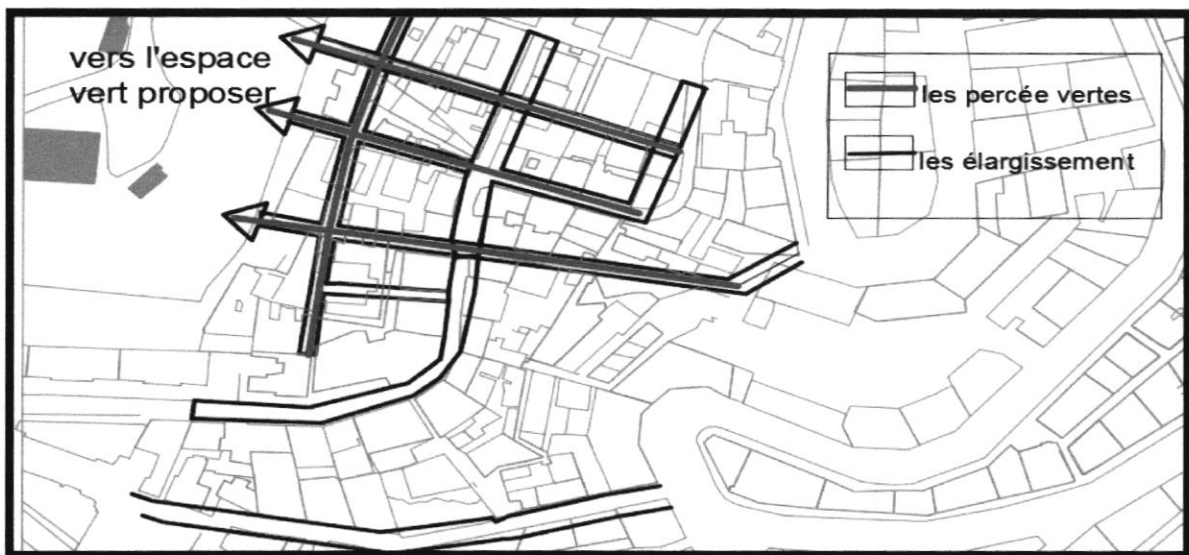 vers l'espace
vert proposer
les percée vertes
les élargissement